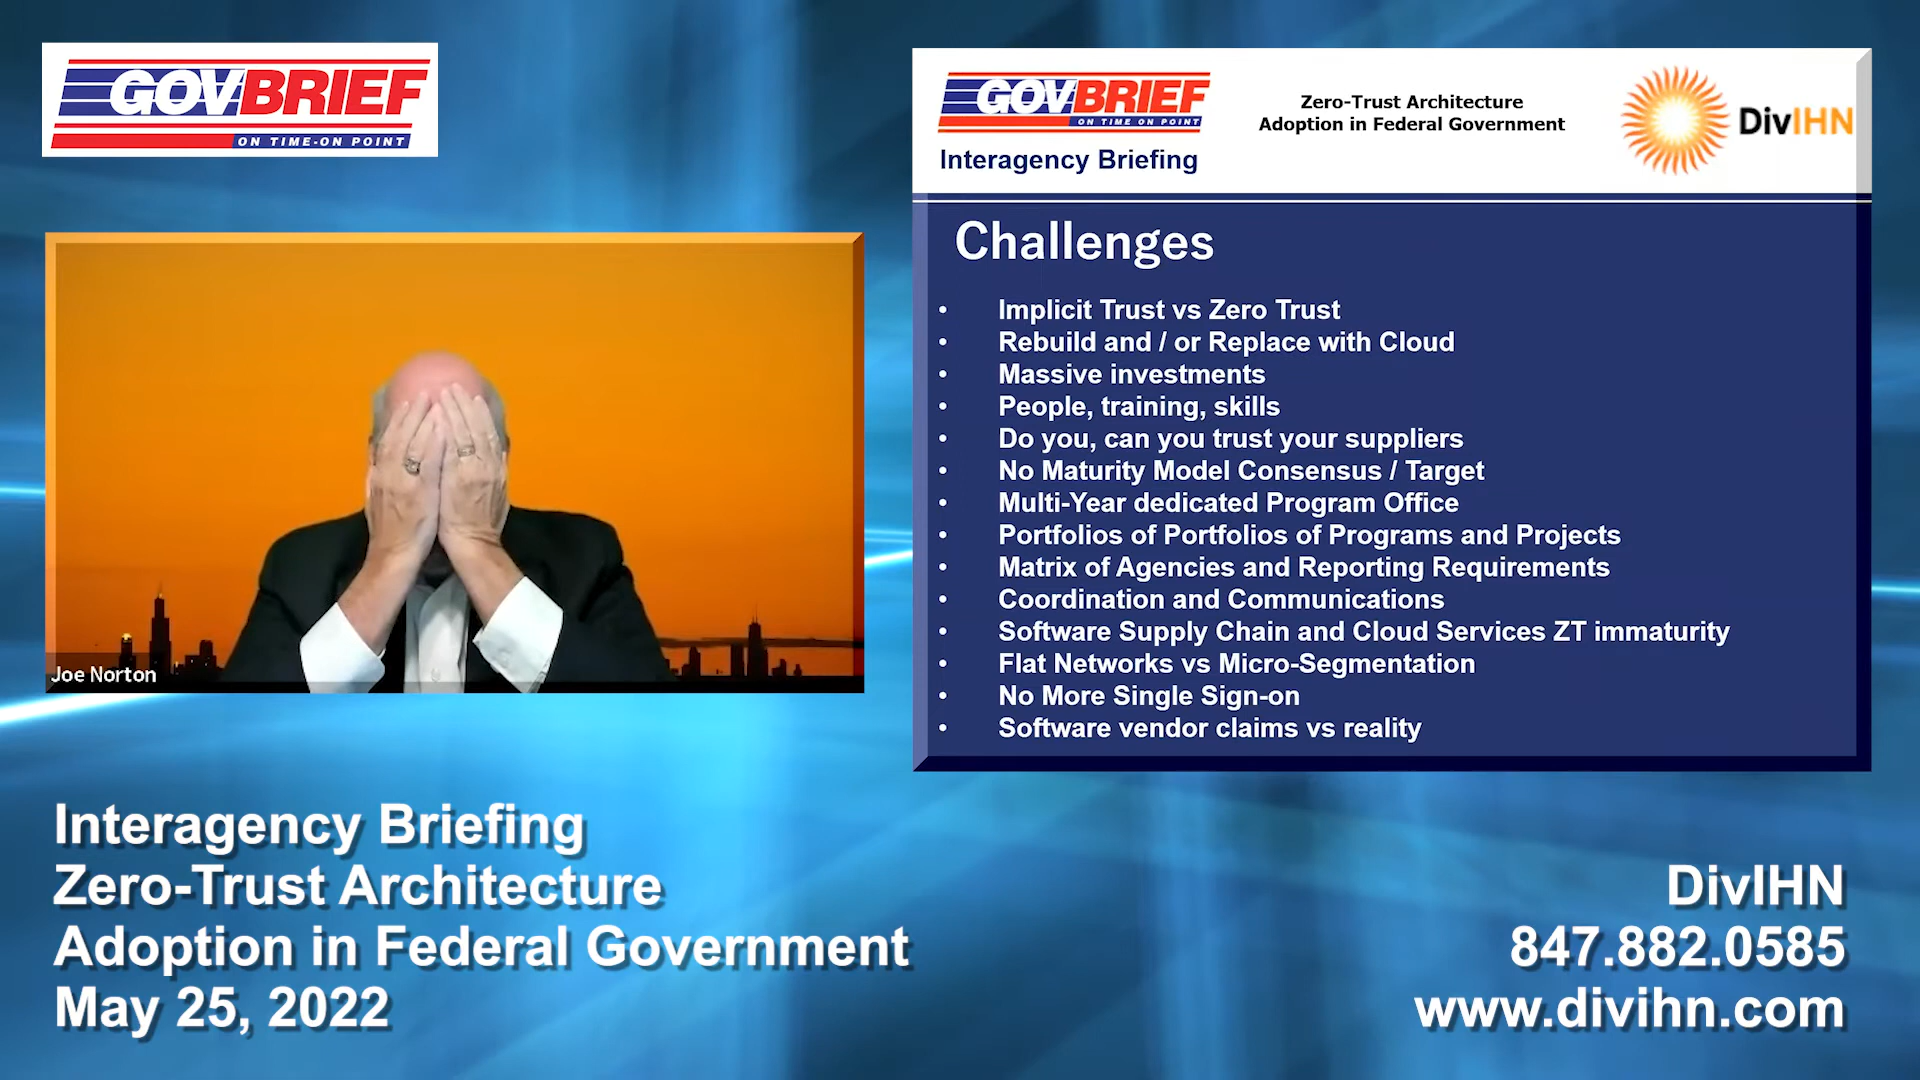 GOVBRIEF
ON TIME-ON POINT
Joe Norton
GOVBRIEF
ON TIME ON POINT
Interagency Briefing
Zero-Trust Architecture
Adoption in Federal Government
DivIHN
Challenges
• Implicit Trust vs Zero Trust
• Rebuild and / or Replace with Cloud
• Massive investments
• People, training, skills
• Do you, can you trust your suppliers
• No Maturity Model Consensus / Target
• Multi-Year dedicated Program Office
• Portfolios of Portfolios of Programs and Projects
• Matrix of Agencies and Reporting Requirements
• Coordination and Communications
• Software Supply Chain and Cloud Services ZT immaturity
• Flat Networks vs Micro-Segmentation
• No More Single Sign-on
• Software vendor claims vs reality
Interagency Briefing
Zero-Trust Architecture
Adoption in Federal Government
May 25, 2022
DivIHN
847.882.0585
www.divihn.com